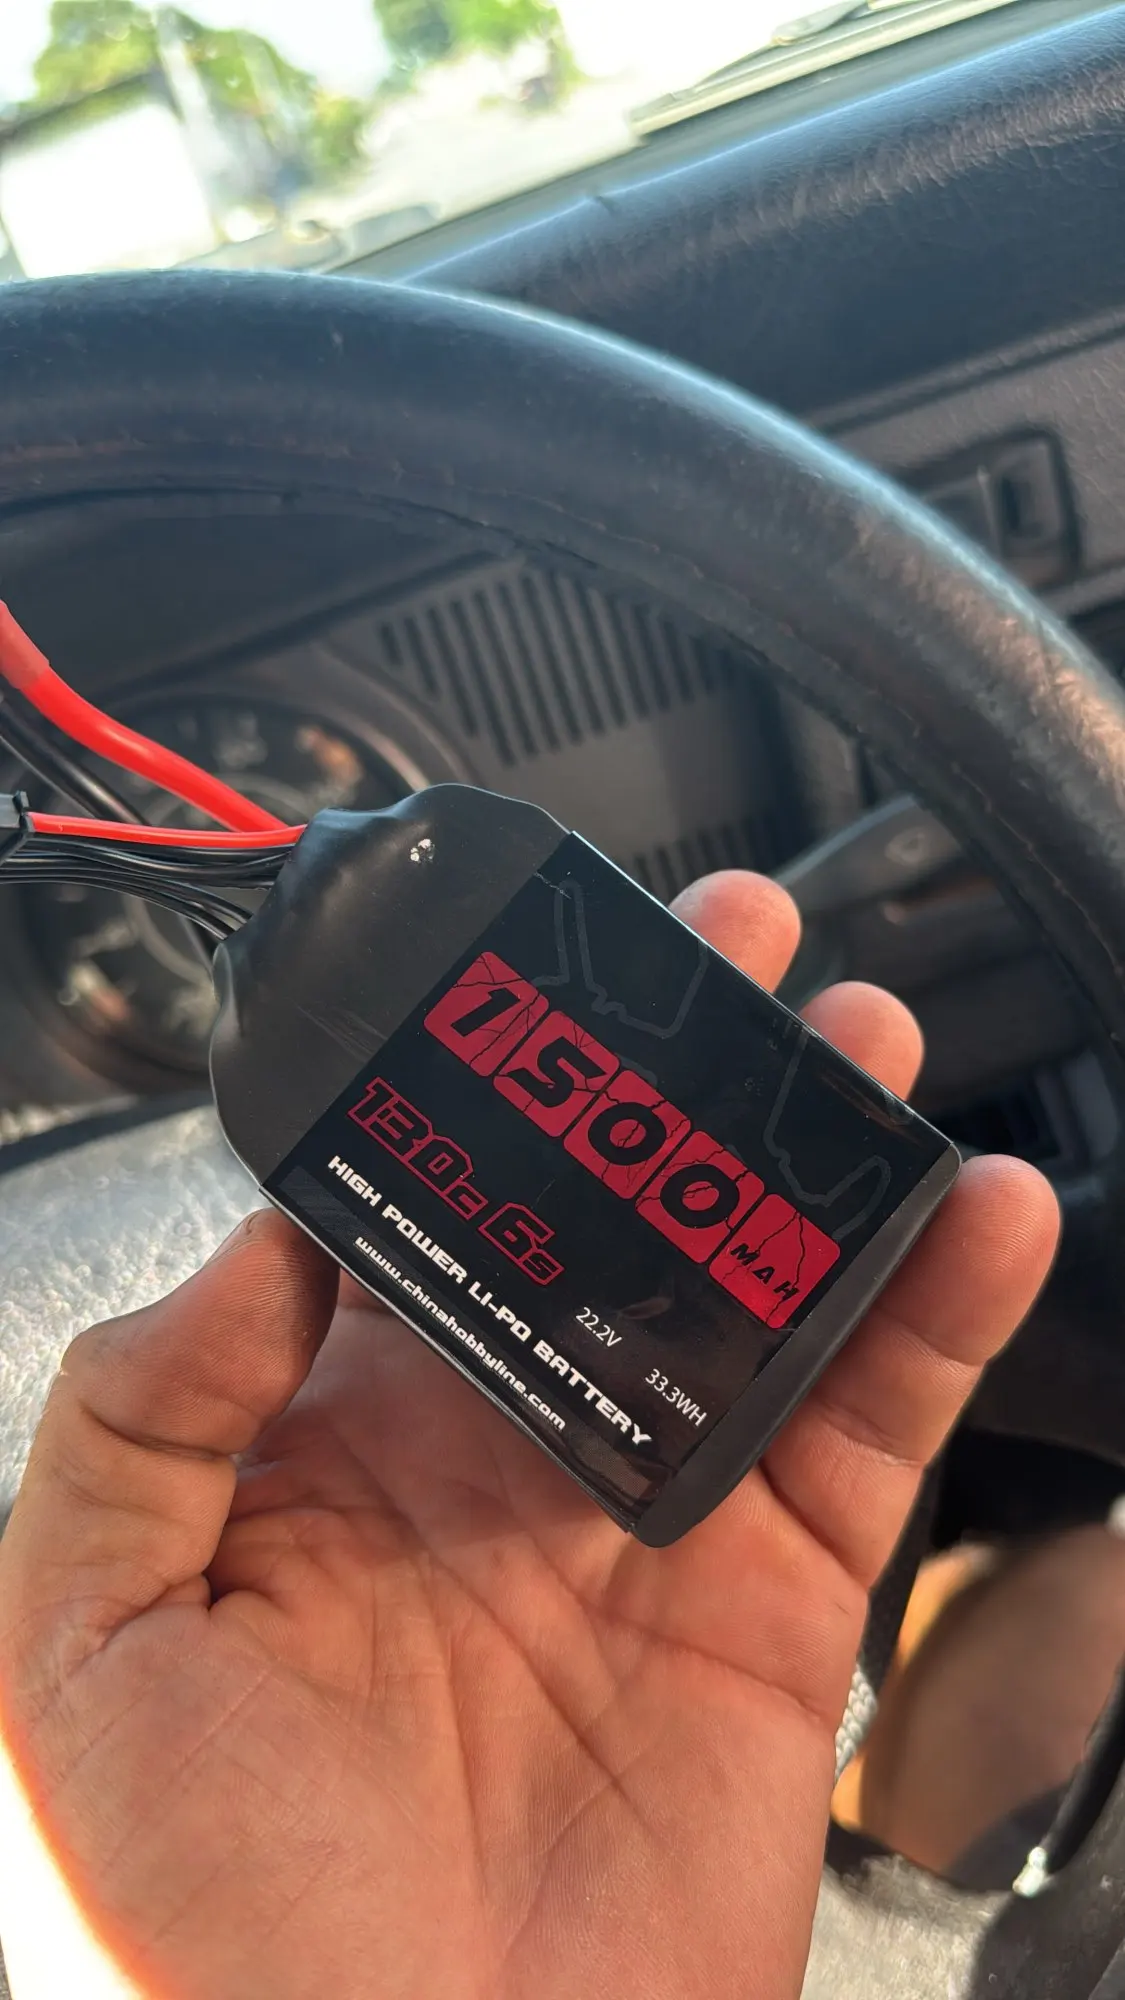 1500 MAH
130c 6s
HIGH POWER LI-PO BATTERY
www.chinahobbyline.com
22.2V
33.3WH